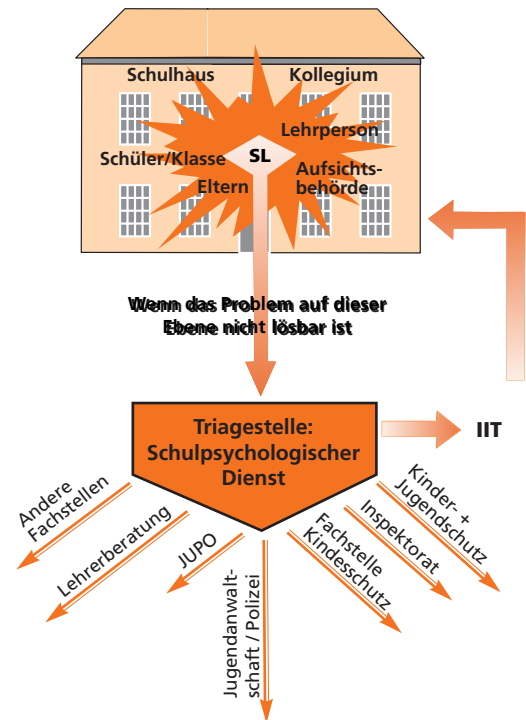 Schulhaus
Kollegium
Lehrperson
SL
Schüler/Klasse
Aufsichts-
behörde
Eltern
Wenn das Problem auf dieser
Ebene nicht lösbar ist
Triagestelle:
Schulpsychologischer
Dienst
IIT
Andere
Fachstellen
Lehrerberatung
JUPO
Jugendanwalt-
schaft / Polizei
Fachstelle
Kindesschutz
Inspektorat
Kinder- +
Jugendschutz